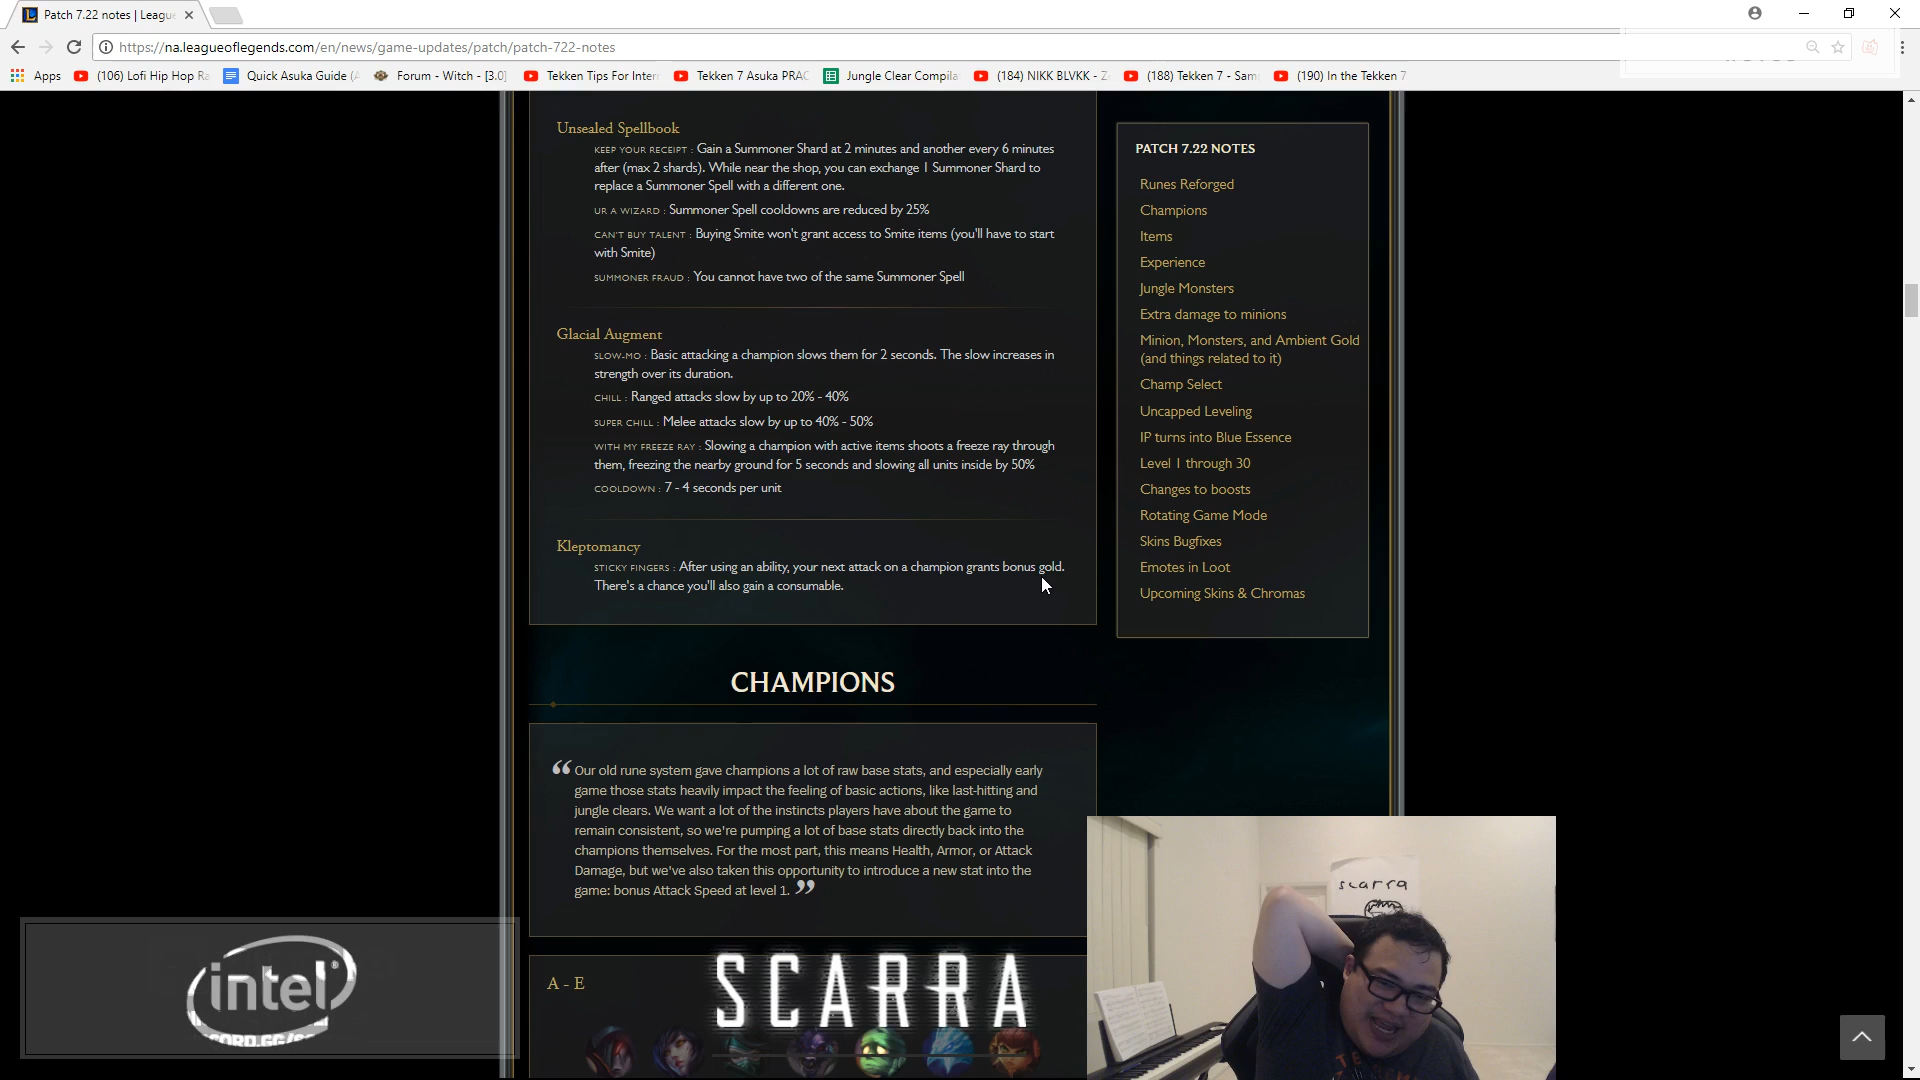 Patch 7.22 notes | Leagu
https://na.leagueoflegends.com/en/news/game-updates/patch/patch-722-notes
Apps (106) Lofi Hip Hop Ra Quick Asuka Guide (A Forum - Witch - [3.0] Tekken Tips For Inter Tekken 7 Asuka PRAC Jungle Clear Compila (184) NIKK BLVKK - Z (188) Tekken 7 - Sam (190) In the Tekken 7
Unsealed Spellbook
KEEP YOUR RECEIPT : Gain a Summoner Shard at 2 minutes and another every 6 minutes
after (max 2 shards). While near the shop, you can exchange 1 Summoner Shard to
replace a Summoner Spell with a different one.
UR A WIZARD : Summoner Spell cooldowns are reduced by 25%
CAN'T BUY TALENT : Buying Smite won't grant access to Smite items (you'll have to start
with Smite)
SUMMONER FRAUD : You cannot have two of the same Summoner Spell
Glacial Augment
SLOW-MO : Basic attacking a champion slows them for 2 seconds. The slow increases in
strength over its duration.
CHILL : Ranged attacks slow by up to 20% - 40%
SUPER CHILL : Melee attacks slow by up to 40% - 50%
WITH MY FREEZE RAY : Slowing a champion with active items shoots a freeze ray through
them, freezing the nearby ground for 5 seconds and slowing all units inside by 50%
COOLDOWN : 7 - 4 seconds per unit
Kleptomancy
STICKY FINGERS : After using an ability, your next attack on a champion grants bonus gold.
There's a chance you'll also gain a consumable.
CHAMPIONS
“ Our old rune system gave champions a lot of raw base stats, and especially early
game those stats heavily impact the feeling of basic actions, like last-hitting and
jungle clears. We want a lot of the instincts players have about the game to
remain consistent, so we're pumping a lot of base stats directly back into the
champions themselves. For the most part, this means Health, Armor, or Attack
Damage, but we've also taken this opportunity to introduce a new stat into the
game: bonus Attack Speed at level 1. ”
A - E
PATCH 7.22 NOTES
Runes Reforged
Champions
Items
Experience
Jungle Monsters
Extra damage to minions
Minion, Monsters, and Ambient Gold
(and things related to it)
Champ Select
Uncapped Leveling
IP turns into Blue Essence
Level 1 through 30
Changes to boosts
Rotating Game Mode
Skins Bugfixes
Emotes in Loot
Upcoming Skins & Chromas
intel®
SCARRA
scarra